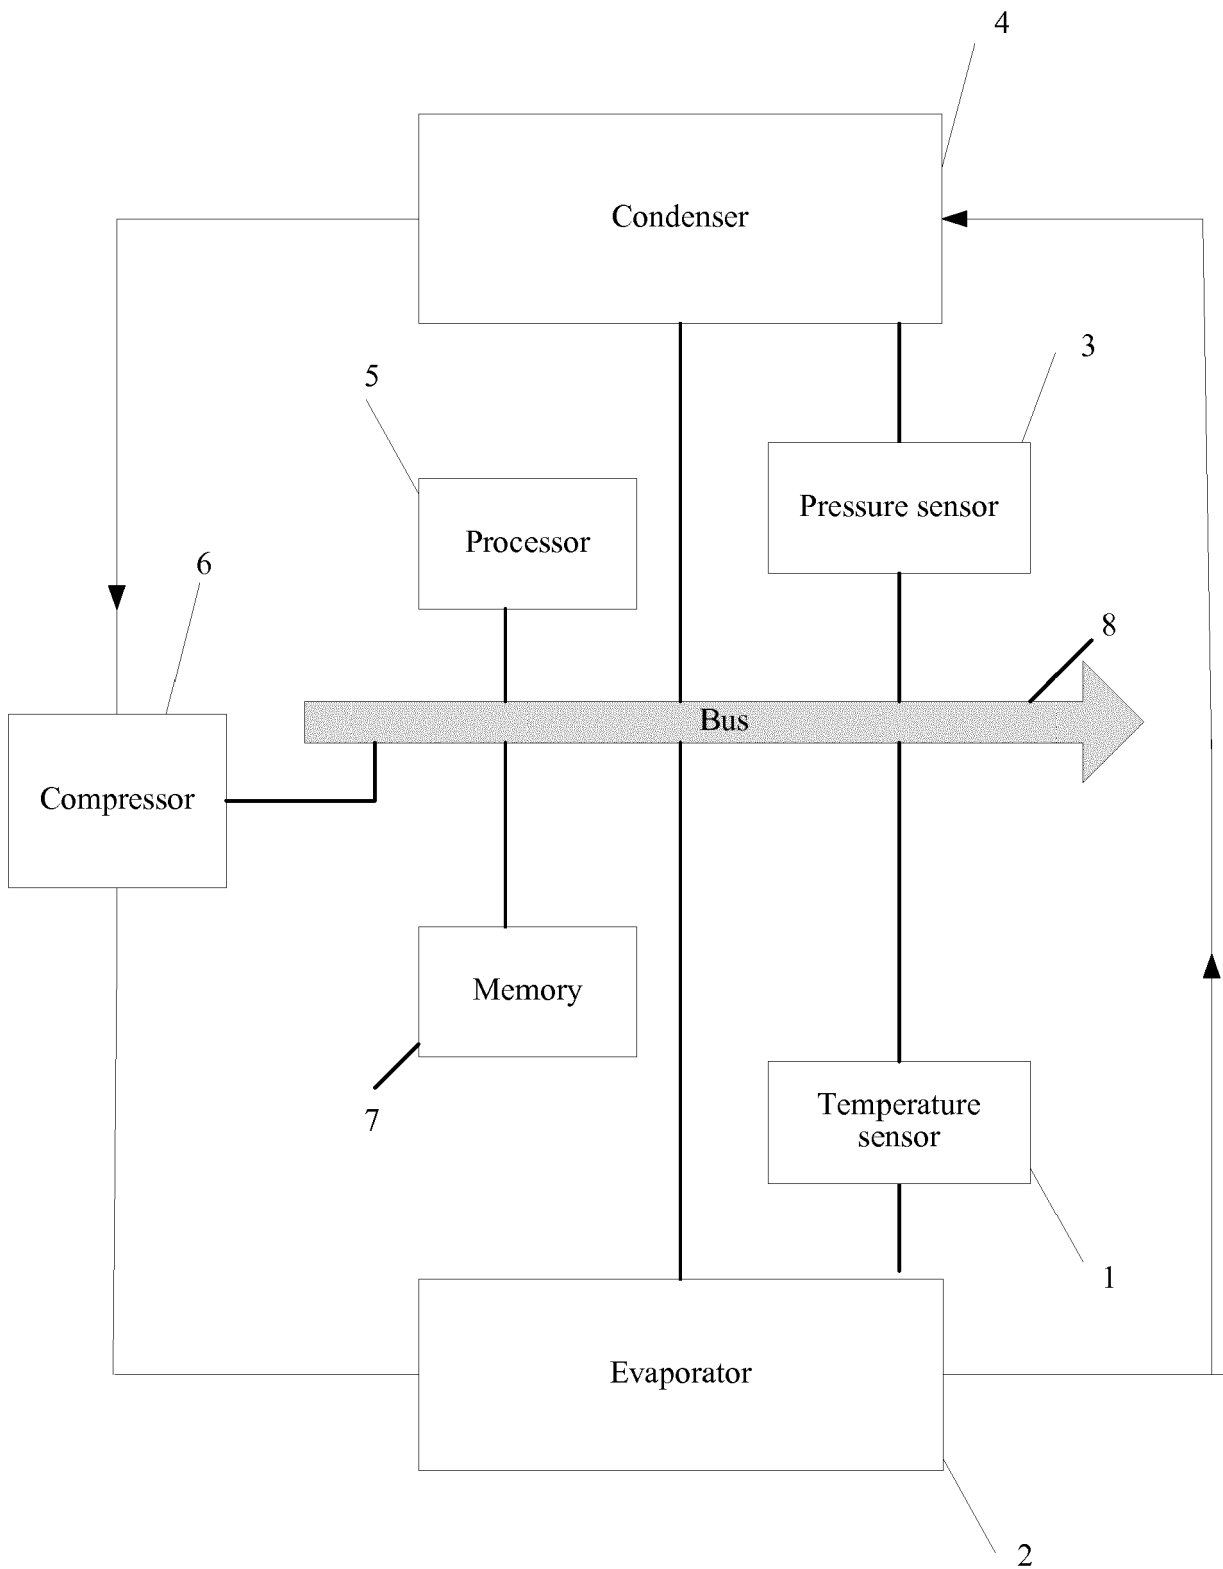 4
Condenser
3
5
Pressure sensor
Processor
6
8
Bus
Compressor
Memory
7
Temperature
sensor
1
Evaporator
2